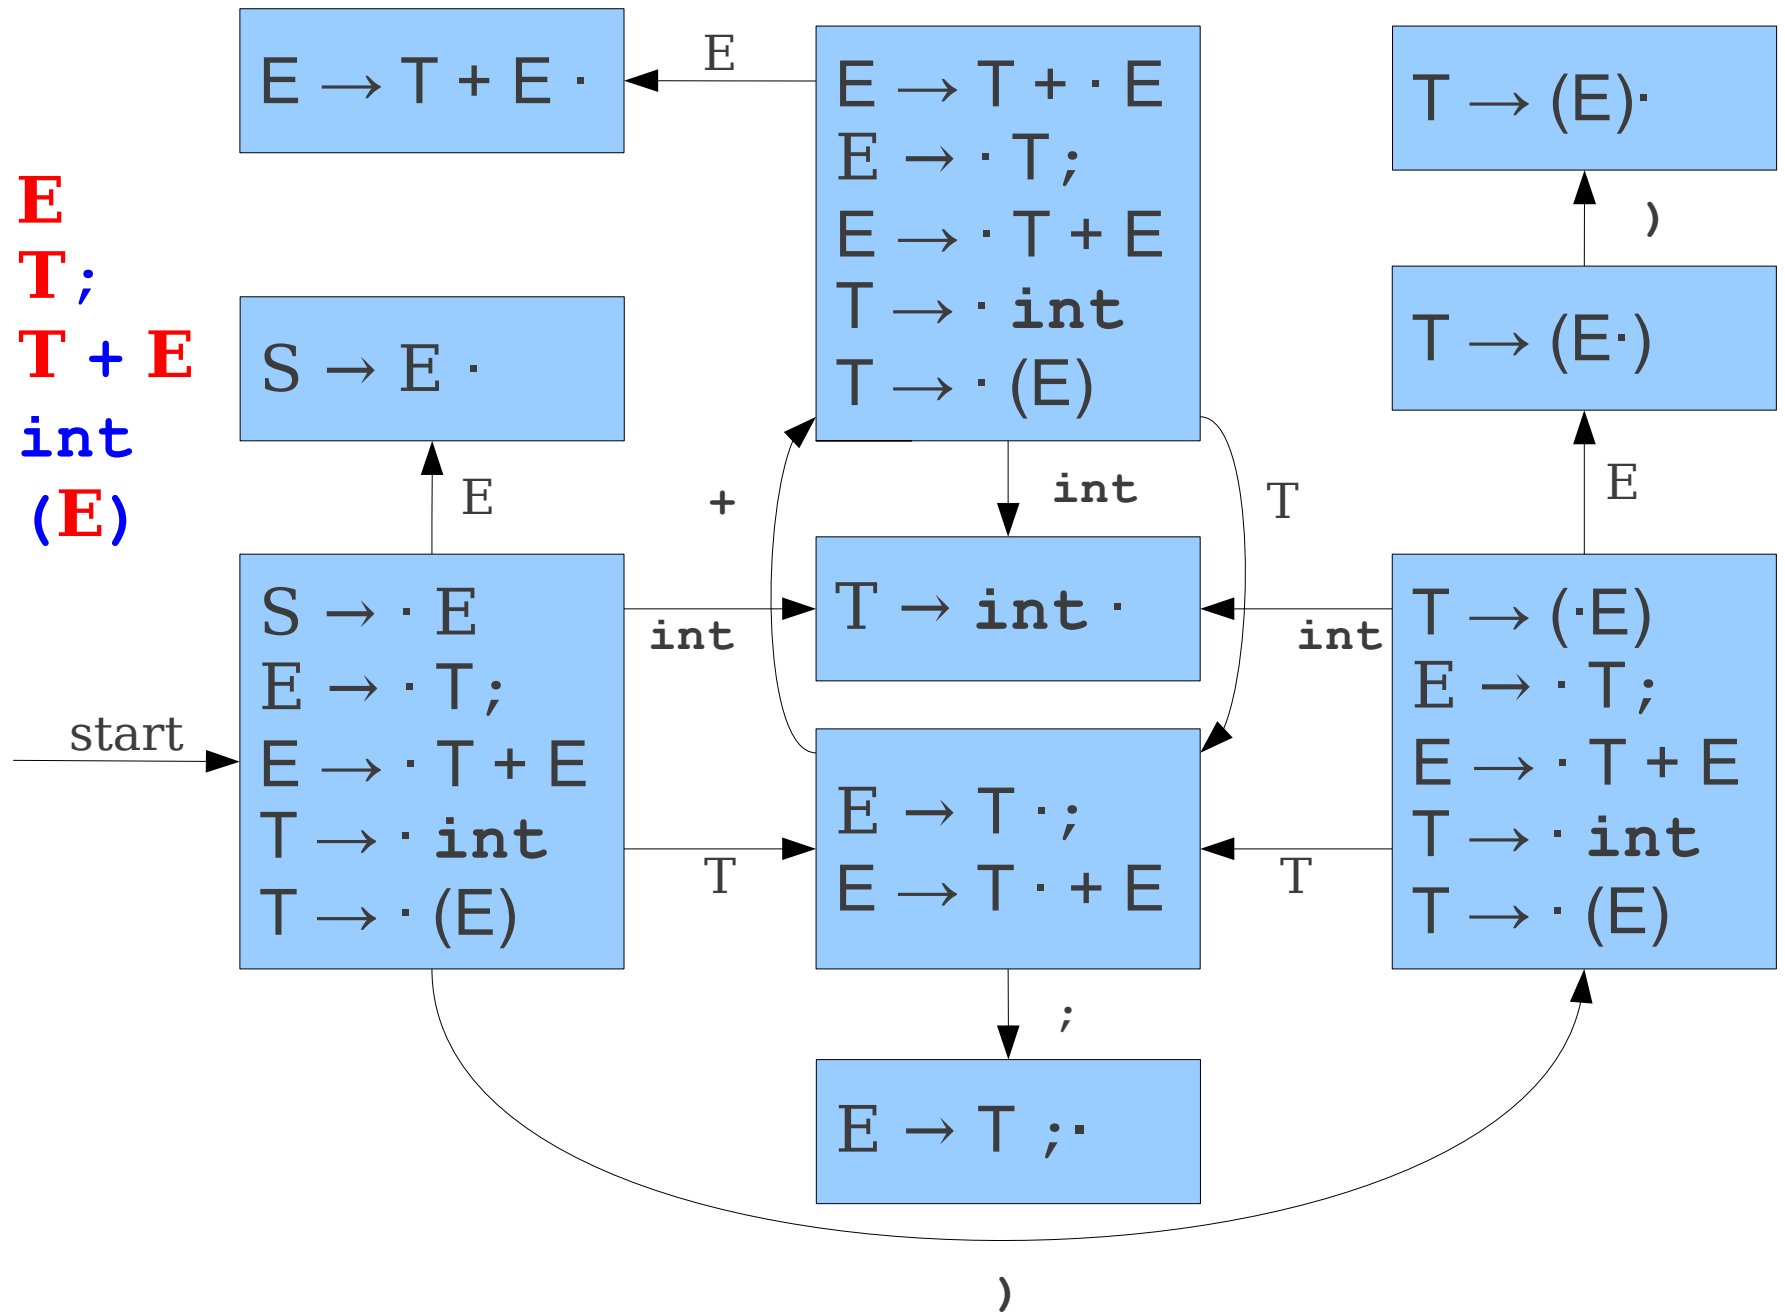 E
T ;
T + E
int
(E)
E → T + E ·
E
E → T + · E
E → · T ;
E → · T + E
T → · int
T → · (E)
T → (E)·
)
T → (E·)
S → E ·
E
+
int
T
E
start
S → · E
E → · T ;
E → · T + E
T → · int
T → · (E)
int
T → int ·
int
T → (·E)
E → · T ;
E → · T + E
T → · int
T → · (E)
T
E → T · ;
E → T · + E
T
;
E → T ; ·
)